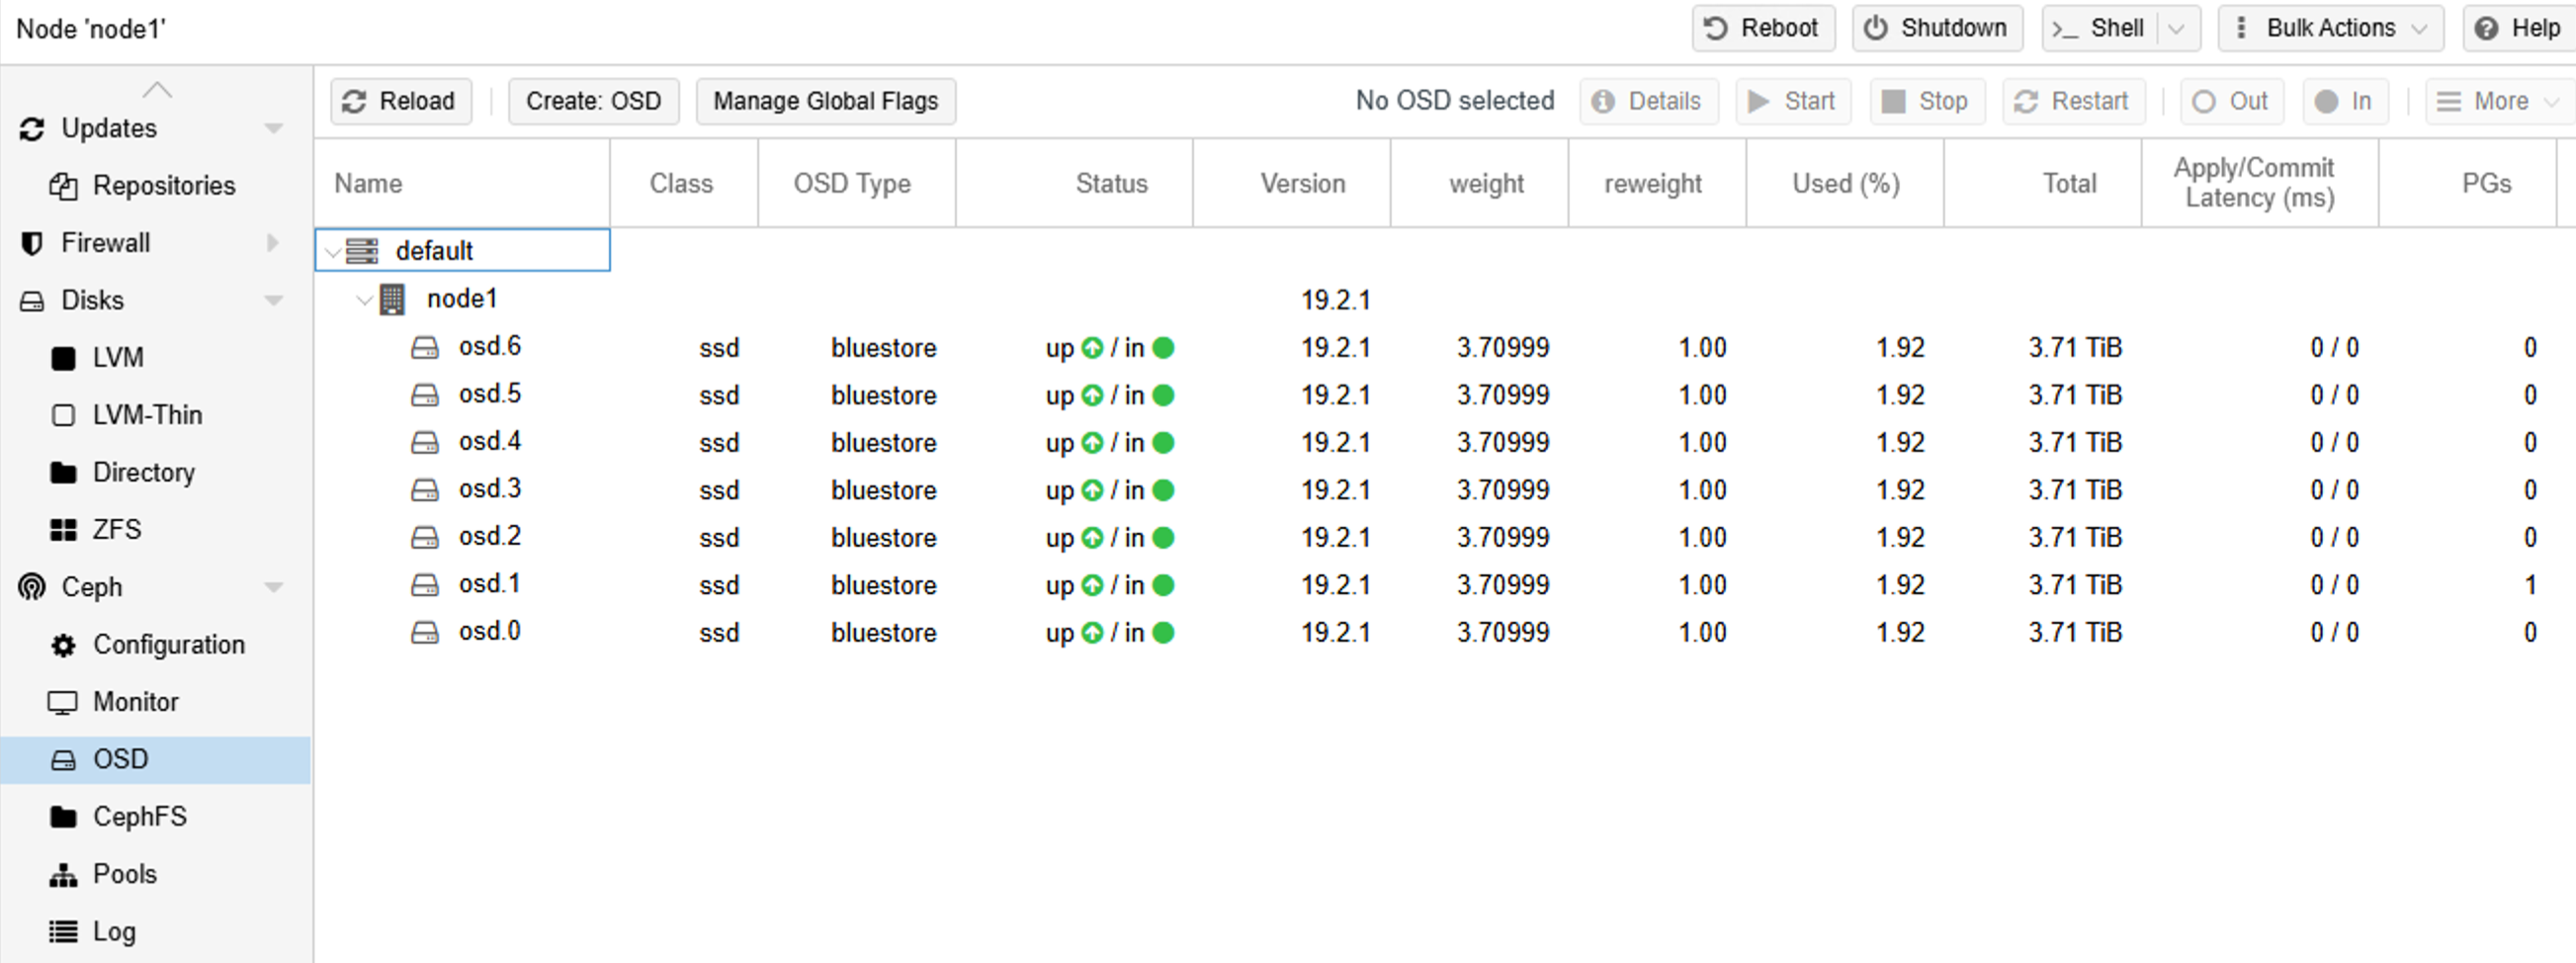 Node 'node1'
Reboot Shutdown Shell Bulk Actions Help
Reload Create: OSD Manage Global Flags No OSD selected Details Start Stop Restart Out In More
Updates
Repositories
Firewall
Disks
LVM
LVM-Thin
Directory
ZFS
Ceph
Configuration
Monitor
OSD
CephFS
Pools
Log
Name Class OSD Type Status Version weight reweight Used (%) Total Apply/Commit Latency (ms) PGs
default
node1 19.2.1
osd.6 ssd bluestore up / in 19.2.1 3.70999 1.00 1.92 3.71 TiB 0 / 0 0
osd.5 ssd bluestore up / in 19.2.1 3.70999 1.00 1.92 3.71 TiB 0 / 0 0
osd.4 ssd bluestore up / in 19.2.1 3.70999 1.00 1.92 3.71 TiB 0 / 0 0
osd.3 ssd bluestore up / in 19.2.1 3.70999 1.00 1.92 3.71 TiB 0 / 0 0
osd.2 ssd bluestore up / in 19.2.1 3.70999 1.00 1.92 3.71 TiB 0 / 0 0
osd.1 ssd bluestore up / in 19.2.1 3.70999 1.00 1.92 3.71 TiB 0 / 0 1
osd.0 ssd bluestore up / in 19.2.1 3.70999 1.00 1.92 3.71 TiB 0 / 0 0